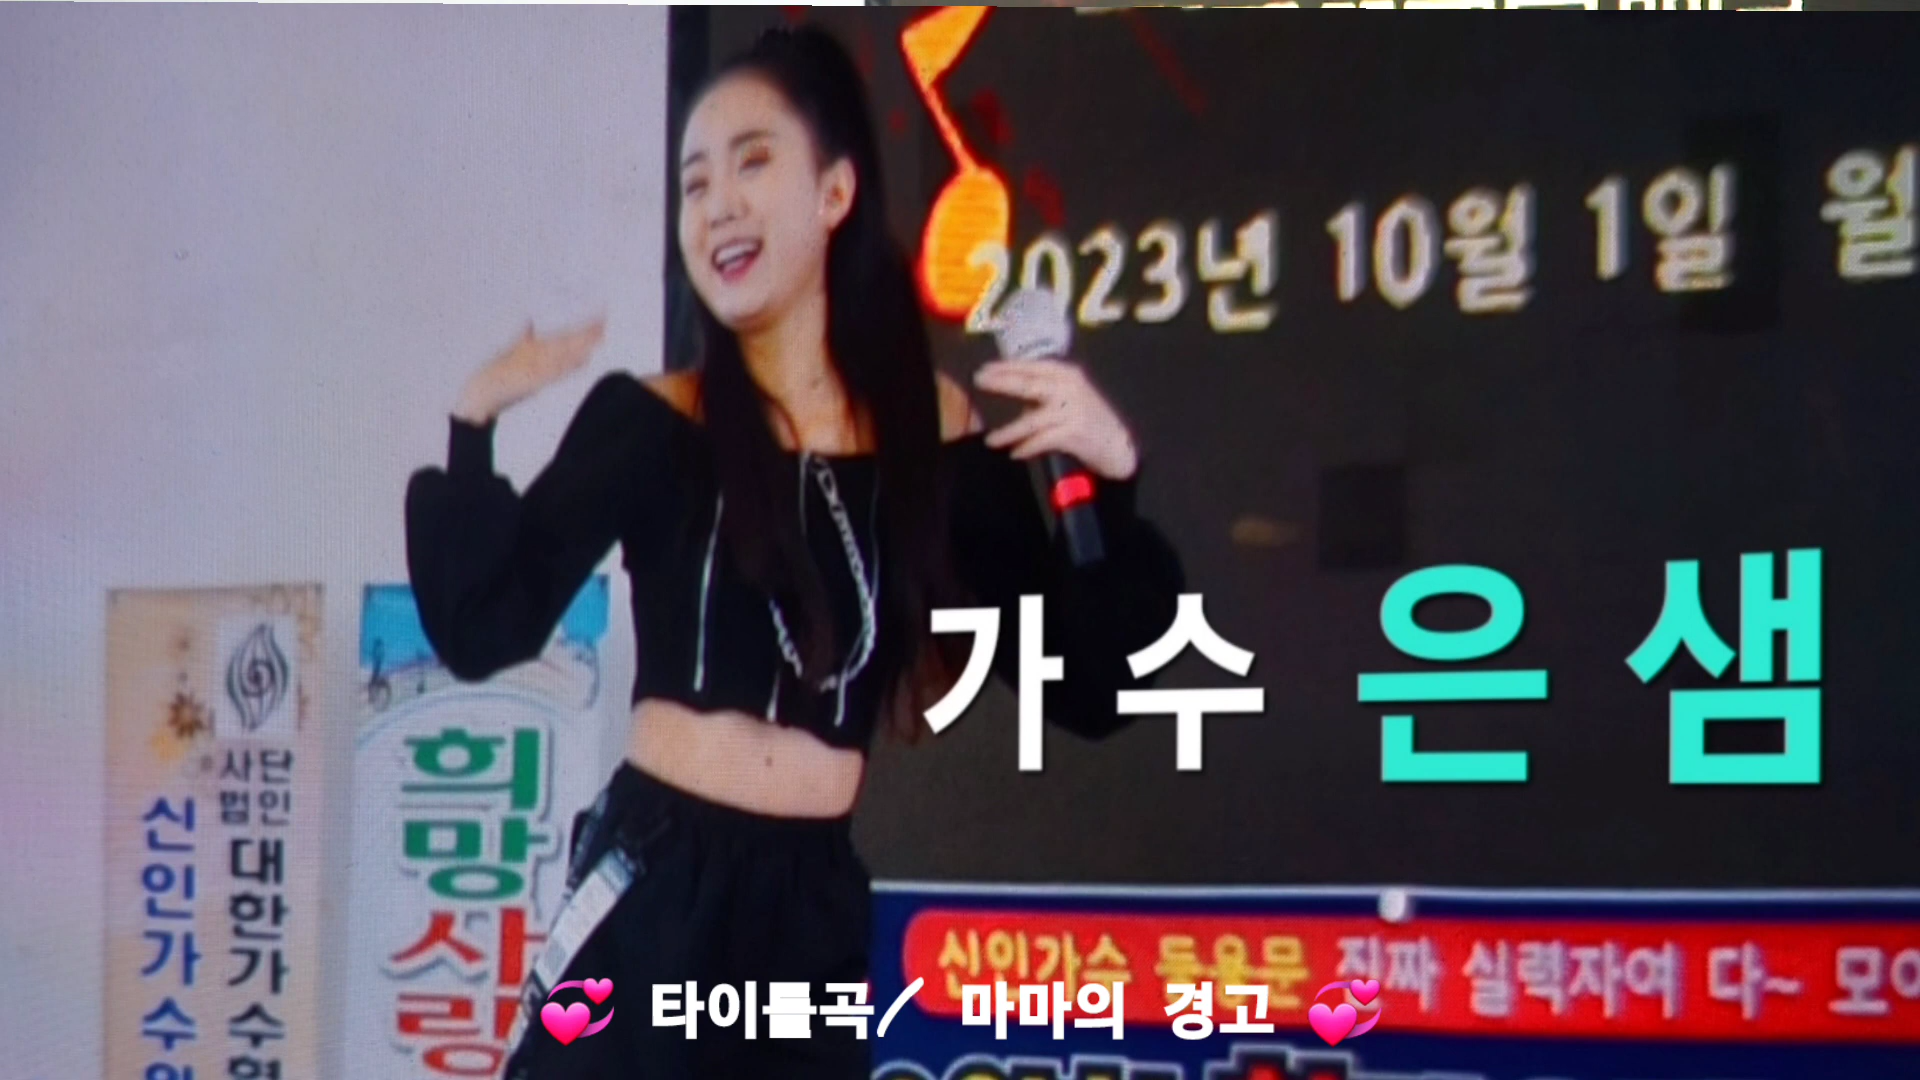 2023년 10월 1일 월
가수 은샘
사단
법인
대한가수협
신인가수위
희망사랑
신인가수 등용문 진짜 실력자여 다~ 모여
💞 타이틀곡/ 마마의 경고 💞